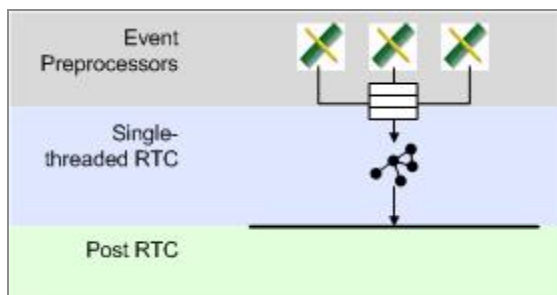 Event
Preprocessors
Single-
threaded RTC
Post RTC